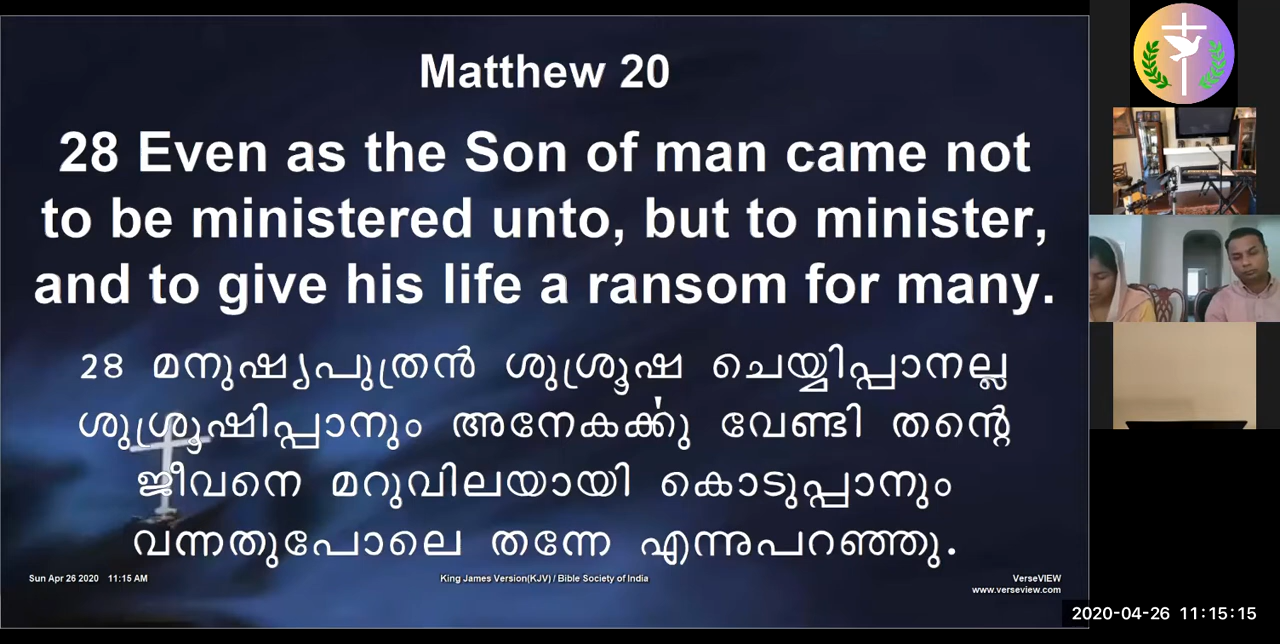 Matthew 20
28 Even as the Son of man came not
to be ministered unto, but to minister,
and to give his life a ransom for many.
28 മനുഷ്യപുത്രൻ ശുശ്രൂഷ ചെയ്യിപ്പാനല്ല
ശുശ്രൂഷിപ്പാനും അനേകൎക്കു വേണ്ടി തന്റെ
ജീവനെ മറുവിലയായി കൊടുപ്പാനും
വന്നതുപോലെ തന്നേ എന്നുപറഞ്ഞു.
Sun Apr 26 2020 11:15 AM
King James Version(KJV) / Bible Society of India
VerseVIEW
www.verseview.com
2020-04-26 11:15:15